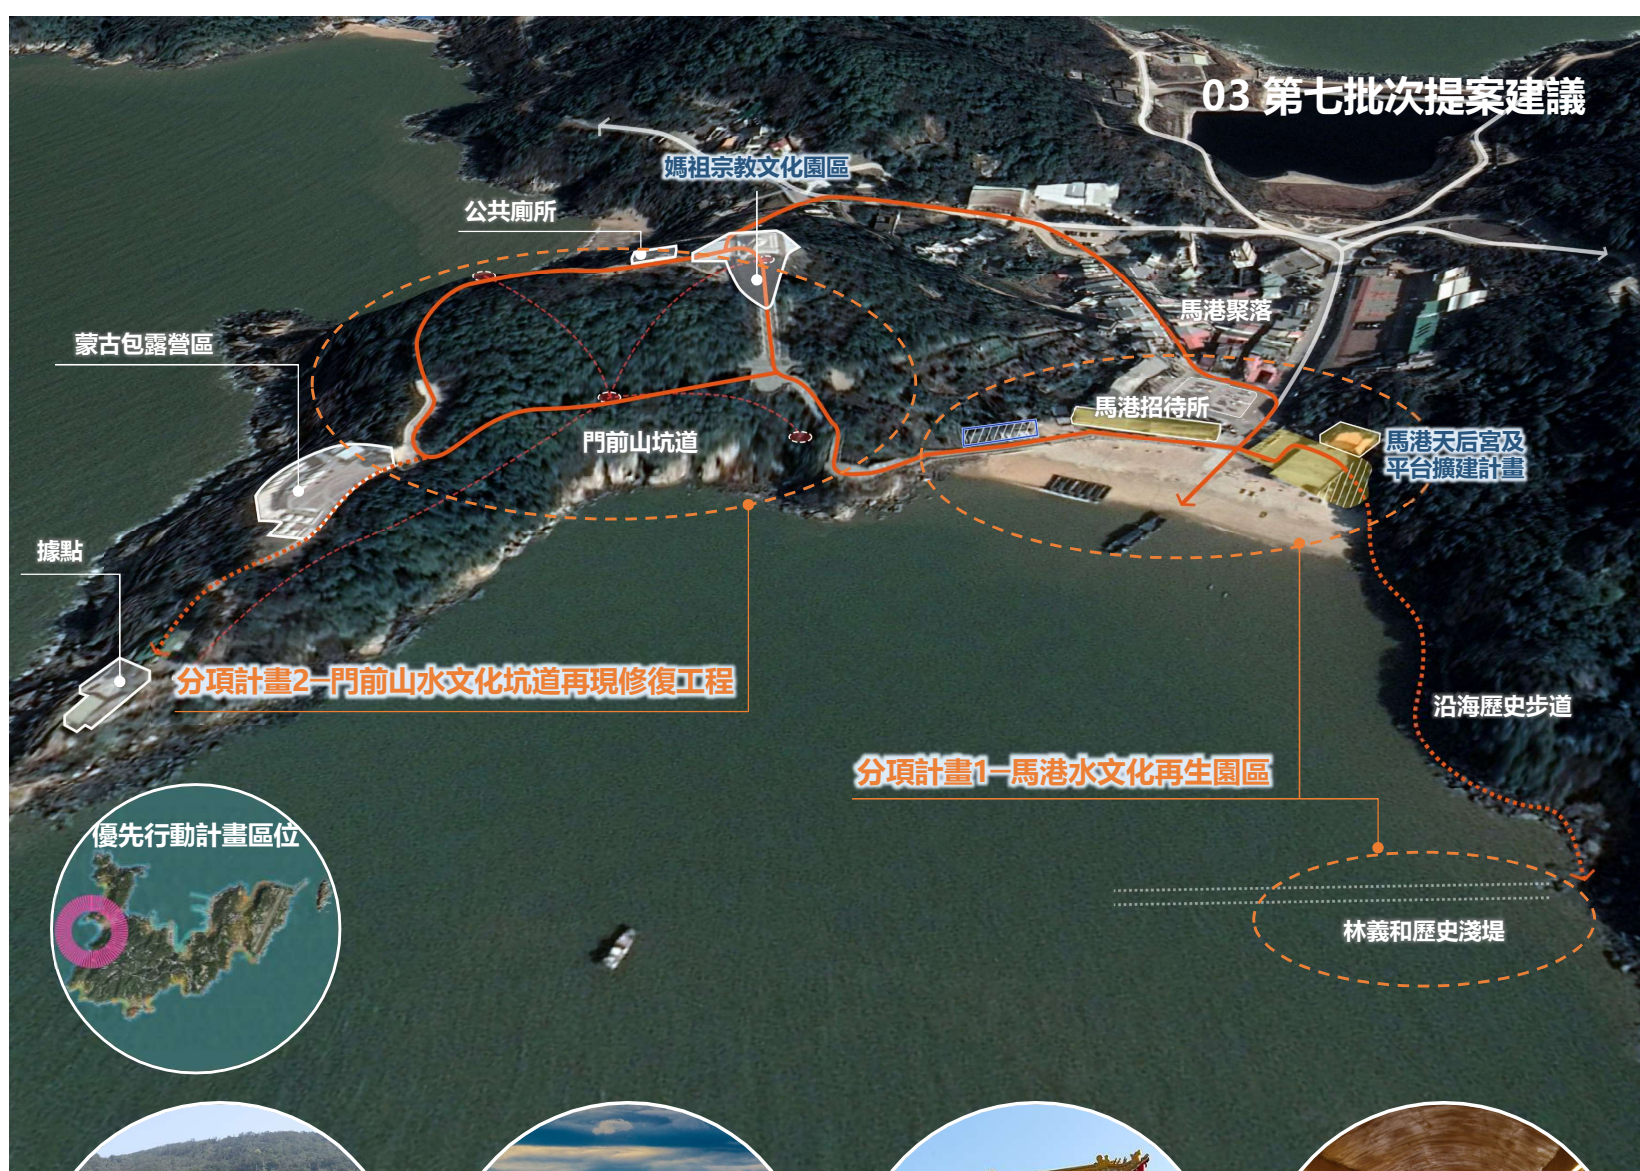 03 第七批次提案建議
媽祖宗教文化園區
公共廁所
馬港聚落
蒙古包露營區
馬港招待所
門前山坑道
馬港天后宮及
平台擴建計畫
據點
分項計畫2─門前山水文化坑道再現修復工程
沿海歷史步道
分項計畫1─馬港水文化再生園區
優先行動計畫區位
林義和歷史淺堤